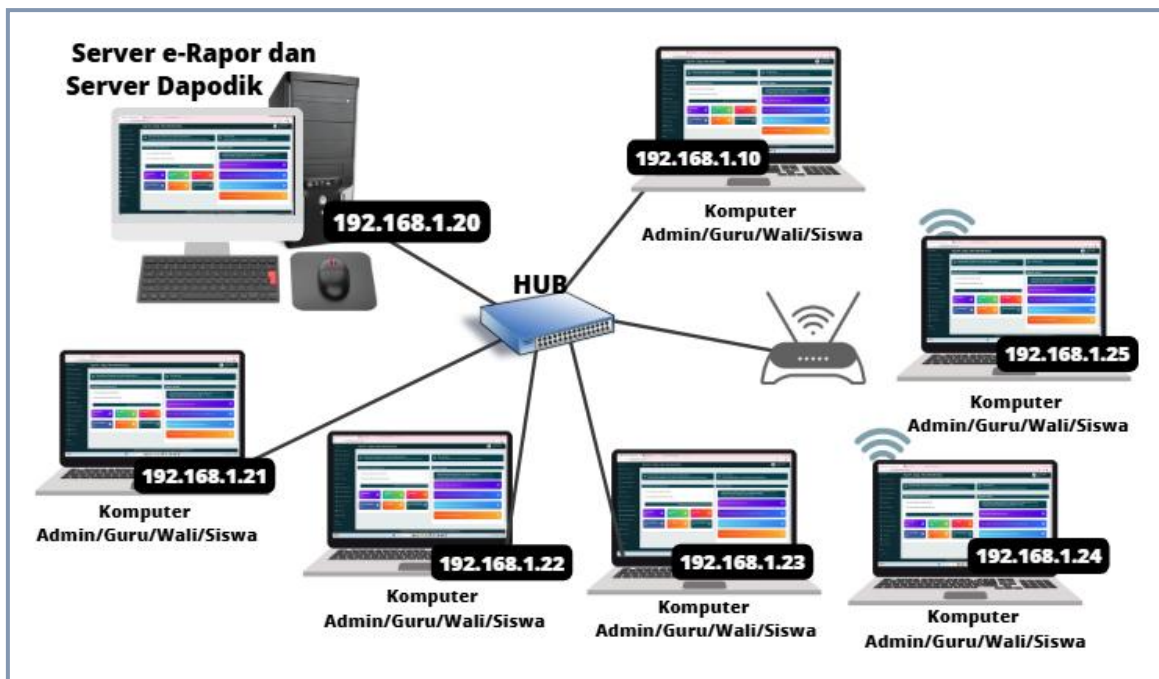 Server e-Rapor dan
Server Dapodik
192.168.1.20
192.168.1.10
Komputer
Admin/Guru/Wali/Siswa
HUB
192.168.1.25
Komputer
Admin/Guru/Wali/Siswa
192.168.1.21
Komputer
Admin/Guru/Wali/Siswa
192.168.1.22
Komputer
Admin/Guru/Wali/Siswa
192.168.1.23
Komputer
Admin/Guru/Wali/Siswa
192.168.1.24
Komputer
Admin/Guru/Wali/Siswa